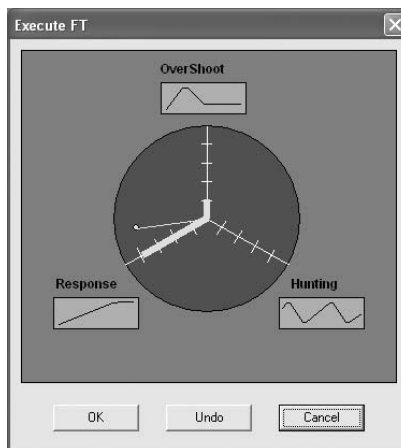 Execute FT
OverShoot
Response
Hunting
OK
Undo
Cancel